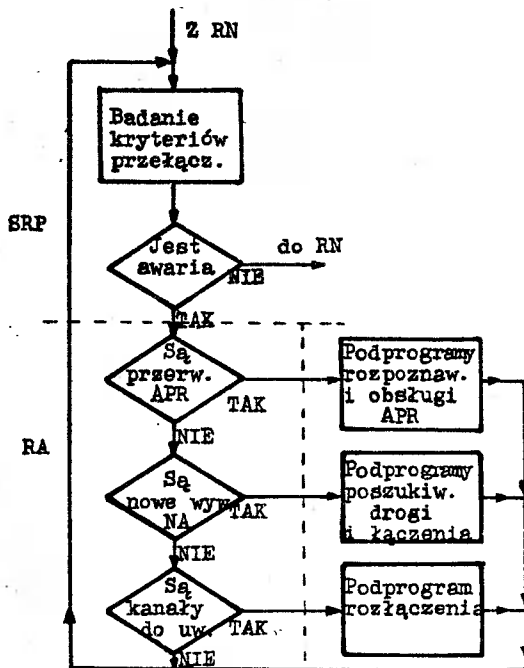 Z RN
Badanie
kryteriów
przełącz.
SRP
Jest
awaria
NIE
do RN
TAK
Są
przerw.
APR
TAK
Podprogramy
rozpoznaw.
i obsługi
APR
RA
NIE
Są
nowe wyw.
NA
TAK
Podprogramy
poszukiw.
drogi
i łączenia
NIE
Są
kanały
do uw.
TAK
Podprogram
rozłączenia
NIE